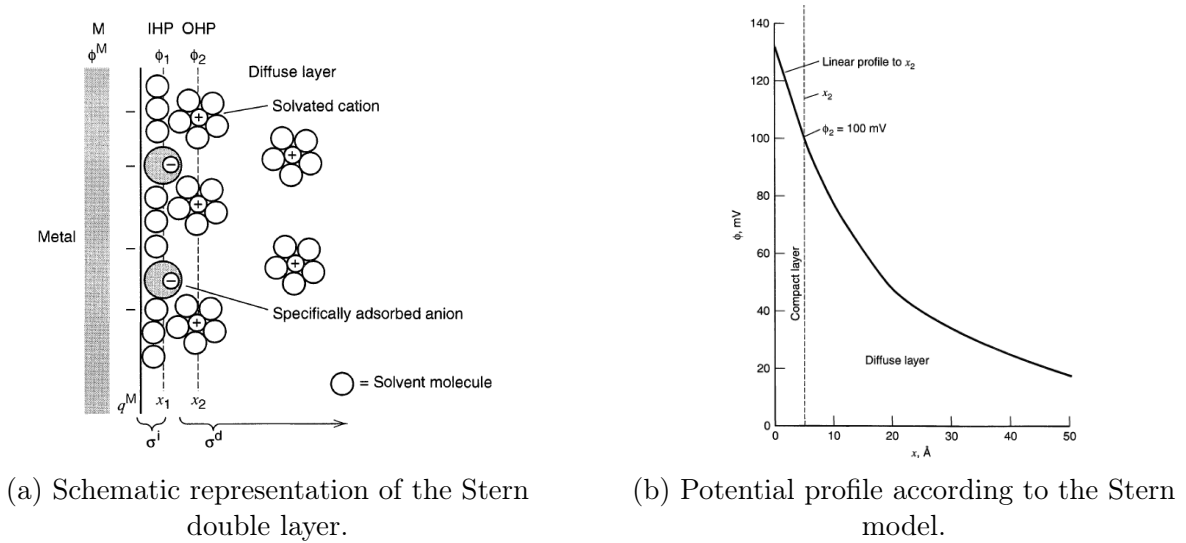 M
IHP OHP
ϕᴹ
ϕ₁
ϕ₂
Diffuse layer
Solvated cation
Metal
Specifically adsorbed anion
= Solvent molecule
qᴹ
x₁
x₂
σⁱ
σᵈ
(a) Schematic representation of the Stern
double layer.
140
120
100
80
60
40
20
0
ϕ, mV
Linear profile to x₂
x₂
ϕ₂ = 100 mV
Compact layer
Diffuse layer
0
10
20
30
40
50
x, Å
(b) Potential profile according to the Stern
model.